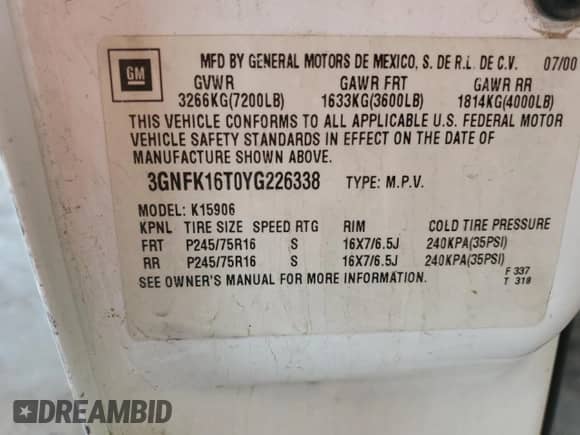 GM
MFD BY GENERAL MOTORS DE MEXICO, S. DE R.L. DE C.V. 07/00
GVWR GAWR FRT GAWR RR
3266KG(7200LB) 1633KG(3600LB) 1814KG(4000LB)
THIS VEHICLE CONFORMS TO ALL APPLICABLE U.S. FEDERAL MOTOR
VEHICLE SAFETY STANDARDS IN EFFECT ON THE DATE OF
MANUFACTURE SHOWN ABOVE.
3GNFK16T0YG226338 TYPE: M.P.V.
MODEL: K15906
KPNL TIRE SIZE SPEED RTG RIM COLD TIRE PRESSURE
FRT P245/75R16 S 16X7/6.5J 240KPA(35PSI)
RR P245/75R16 S 16X7/6.5J 240KPA(35PSI)
SEE OWNER'S MANUAL FOR MORE INFORMATION.
F 337
T 318
DREAMBID